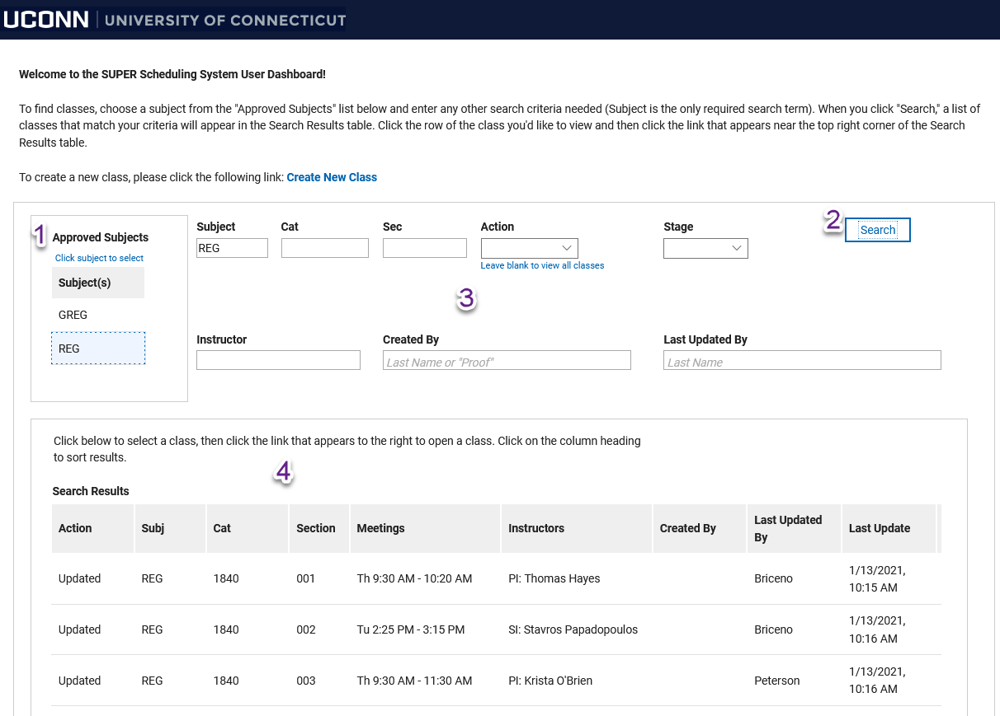 UCONN | UNIVERSITY OF CONNECTICUT
Welcome to the SUPER Scheduling System User Dashboard!
To find classes, choose a subject from the "Approved Subjects" list below and enter any other search criteria needed (Subject is the only required search term). When you click "Search," a list of
classes that match your criteria will appear in the Search Results table. Click the row of the class you'd like to view and then click the link that appears near the top right corner of the Search
Results table.
To create a new class, please click the following link: Create New Class
1
Approved Subjects
Click subject to select
Subject(s)
GREG
REG
Subject Cat Sec Action Stage
REG
Leave blank to view all classes
2
Search
3
Instructor Created By Last Updated By
Last Name or "Proof" Last Name
Click below to select a class, then click the link that appears to the right to open a class. Click on the column heading
to sort results.
4
Search Results
Action Subj Cat Section Meetings Instructors Created By Last Updated By Last Update
Updated REG 1840 001 Th 9:30 AM - 10:20 AM PI: Thomas Hayes Briceno 1/13/2021, 10:15 AM
Updated REG 1840 002 Tu 2:25 PM - 3:15 PM SI: Stavros Papadopoulos Briceno 1/13/2021, 10:16 AM
Updated REG 1840 003 Th 9:30 AM - 11:30 AM PI: Krista O'Brien Peterson 1/13/2021, 10:16 AM